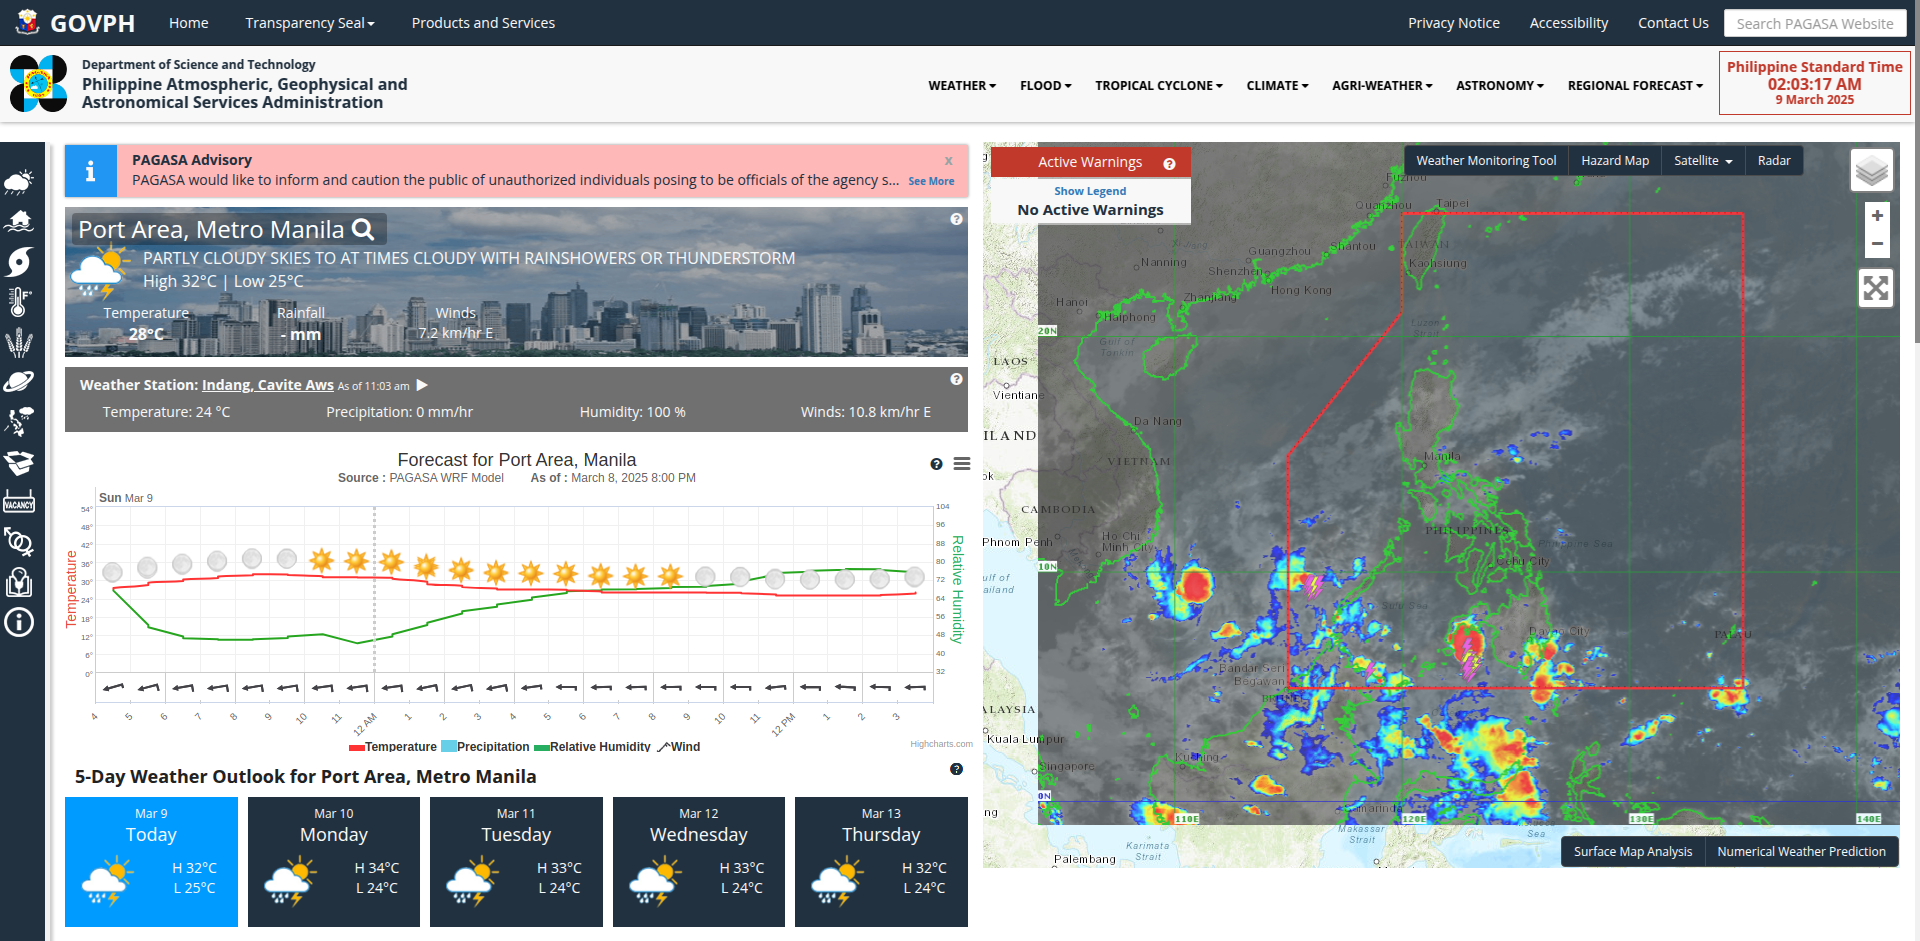 GOVPH
Home
Transparency Seal
Products and Services
Privacy Notice
Accessibility
Contact Us
Search PAGASA Website
Department of Science and Technology
Philippine Atmospheric, Geophysical and
Astronomical Services Administration
WEATHER
FLOOD
TROPICAL CYCLONE
CLIMATE
AGRI-WEATHER
ASTRONOMY
REGIONAL FORECAST
Philippine Standard Time
02:03:17 AM
9 March 2025
PAGASA Advisory
x
PAGASA would like to inform and caution the public of unauthorized individuals posing to be officials of the agency s... See More
Port Area, Metro Manila
PARTLY CLOUDY SKIES TO AT TIMES CLOUDY WITH RAINSHOWERS OR THUNDERSTORM
High 32°C | Low 25°C
Temperature
28°C
Rainfall
- mm
Winds
7.2 km/hr E
Weather Station: Indang, Cavite Aws As of 11:03 am
Temperature: 24 °C
Precipitation: 0 mm/hr
Humidity: 100 %
Winds: 10.8 km/hr E
Forecast for Port Area, Manila
Source : PAGASA WRF Model As of : March 8, 2025 8:00 PM
Sun Mar 9
54°
48°
42°
36°
30°
24°
18°
12°
6°
0°
Temperature
104
96
88
80
72
64
56
48
40
32
Relative Humidity
4
5
6
7
8
9
10
11
12 AM
1
2
3
4
5
6
7
8
9
10
11
12 PM
1
2
3
Temperature
Precipitation
Relative Humidity
Wind
Highcharts.com
5-Day Weather Outlook for Port Area, Metro Manila
Mar 9
Today
H 32°C
L 25°C
Mar 10
Monday
H 34°C
L 24°C
Mar 11
Tuesday
H 33°C
L 24°C
Mar 12
Wednesday
H 33°C
L 24°C
Mar 13
Thursday
H 32°C
L 24°C
VACANCY
Active Warnings
Show Legend
No Active Warnings
Weather Monitoring Tool
Hazard Map
Satellite
Radar
+
−
Fuzhou
Quanzhou
Taipei
TAIWAN
Kaohsiung
Shantou
Guangzhou
Shenzhen
Hong Kong
Nanning
Zhanjiang
Hanoi
Haiphong
Gulf of
Tonkin
Luzon
Strait
20N
LAOS
Vientiane
Da Nang
ILAND
VIETNAM
Manila
ok
CAMBODIA
Phnom Penh
Ho Chi
Minh City
PHILIPPINES
Philippine Sea
Cebu City
10N
ulf of
ailand
Sulu Sea
Davao City
PALAU
Bandar Seri
Begawan
BRUNEI
ALAYSIA
Kuala Lumpur
Kuching
Singapore
0N
ng
Samarinda
110E
120E
130E
140E
Makassar
Strait
Karimata
Strait
Palembang
Sea
Surface Map Analysis
Numerical Weather Prediction